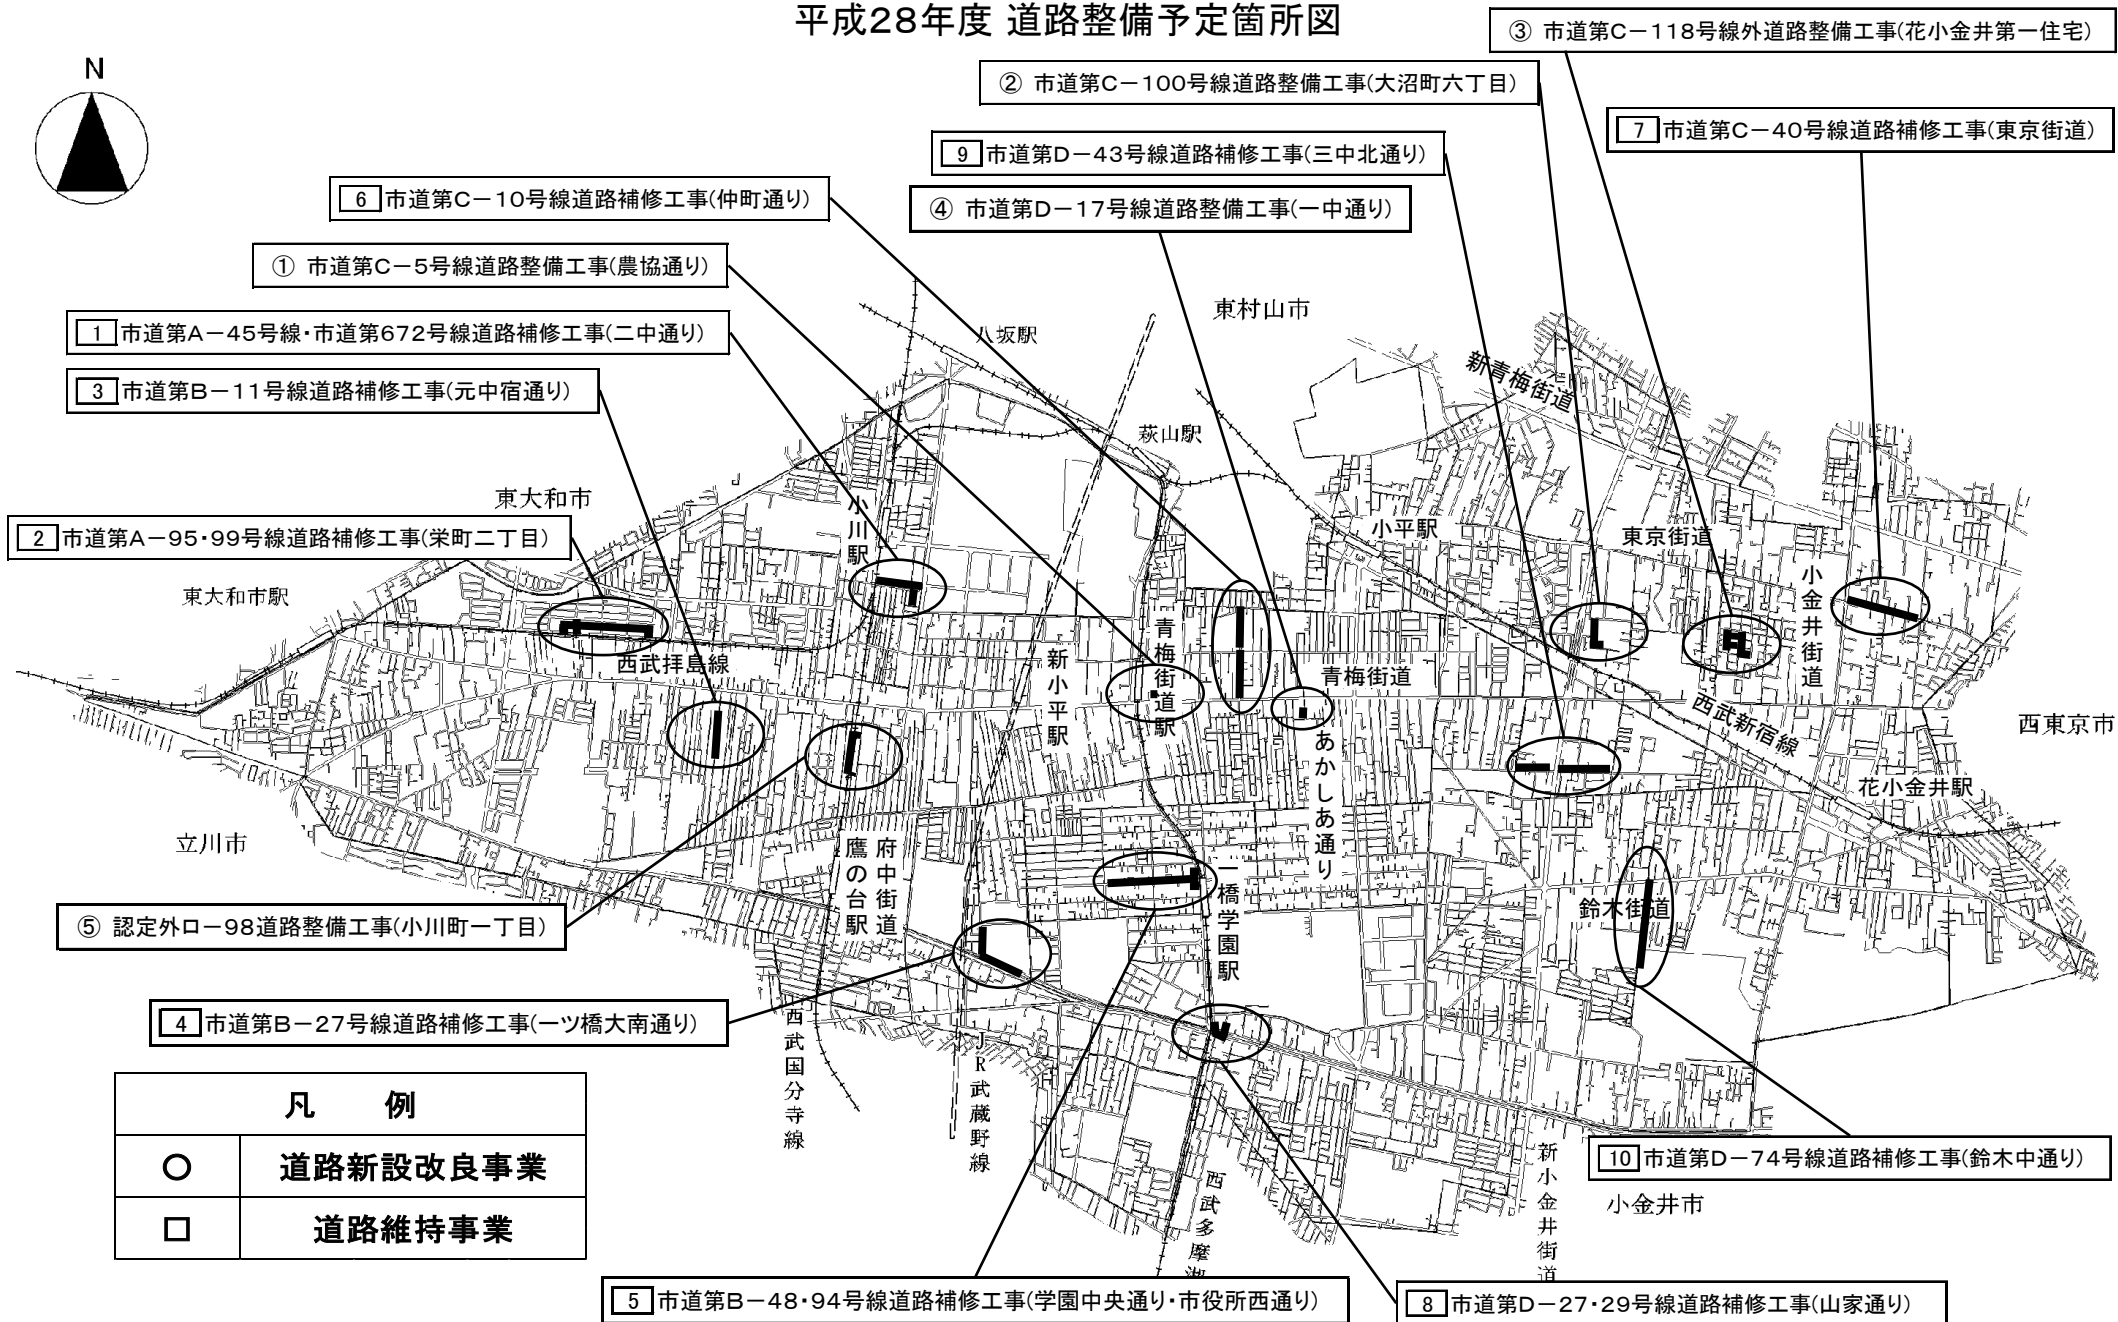 平成28年度 道路整備予定箇所図
N
③ 市道第C－118号線外道路整備工事(花小金井第一住宅)
② 市道第C－100号線道路整備工事(大沼町六丁目)
7 市道第C－40号線道路補修工事(東京街道)
9 市道第D－43号線道路補修工事(三中北通り)
6 市道第C－10号線道路補修工事(仲町通り)
④ 市道第D－17号線道路整備工事(一中通り)
① 市道第C－5号線道路整備工事(農協通り)
1 市道第A－45号線・市道第672号線道路補修工事(二中通り)
3 市道第B－11号線道路補修工事(元中宿通り)
2 市道第A－95・99号線道路補修工事(栄町二丁目)
東村山市
八坂駅
新青梅街道
萩山駅
東大和市
小川駅
小平駅
東京街道
東大和市駅
小金井街道
青梅街道駅
新小平駅
西武拝島線
青梅街道
西武新宿線
西東京市
あかしあ通り
花小金井駅
立川市
鷹の台駅
府中街道
一橋学園駅
鈴木街道
⑤ 認定外ロ－98道路整備工事(小川町一丁目)
4 市道第B－27号線道路補修工事(一ツ橋大南通り)
西武国分寺線
JR武蔵野線
西武多摩湖
新小金井街道
10 市道第D－74号線道路補修工事(鈴木中通り)
小金井市
凡 例
○ 道路新設改良事業
□ 道路維持事業
5 市道第B－48・94号線道路補修工事(学園中央通り・市役所西通り)
8 市道第D－27・29号線道路補修工事(山家通り)